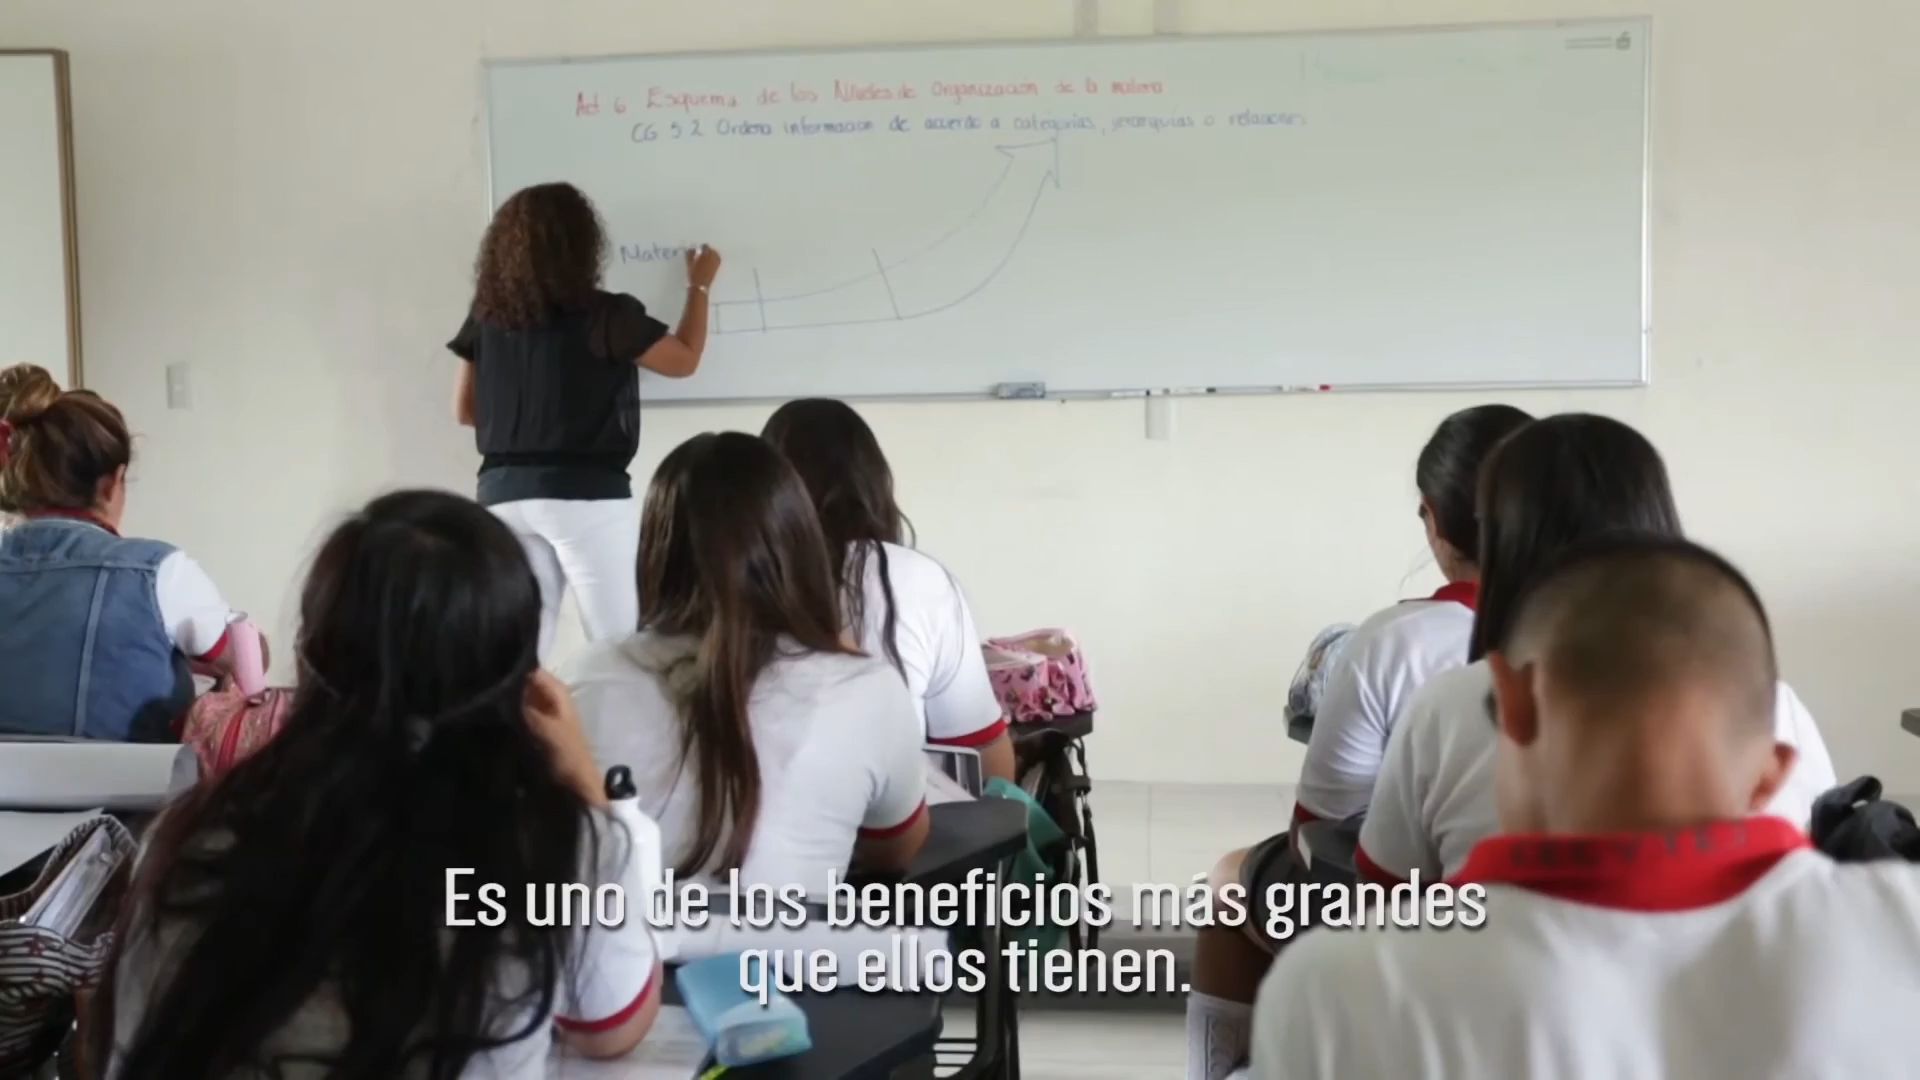 Act 6 Esquema de los Niveles de Organización de la materia
CG 5.2 Ordena información de acuerdo a categorías, jerarquías o relaciones
Materia
Es uno de los beneficios más grandes
que ellos tienen.